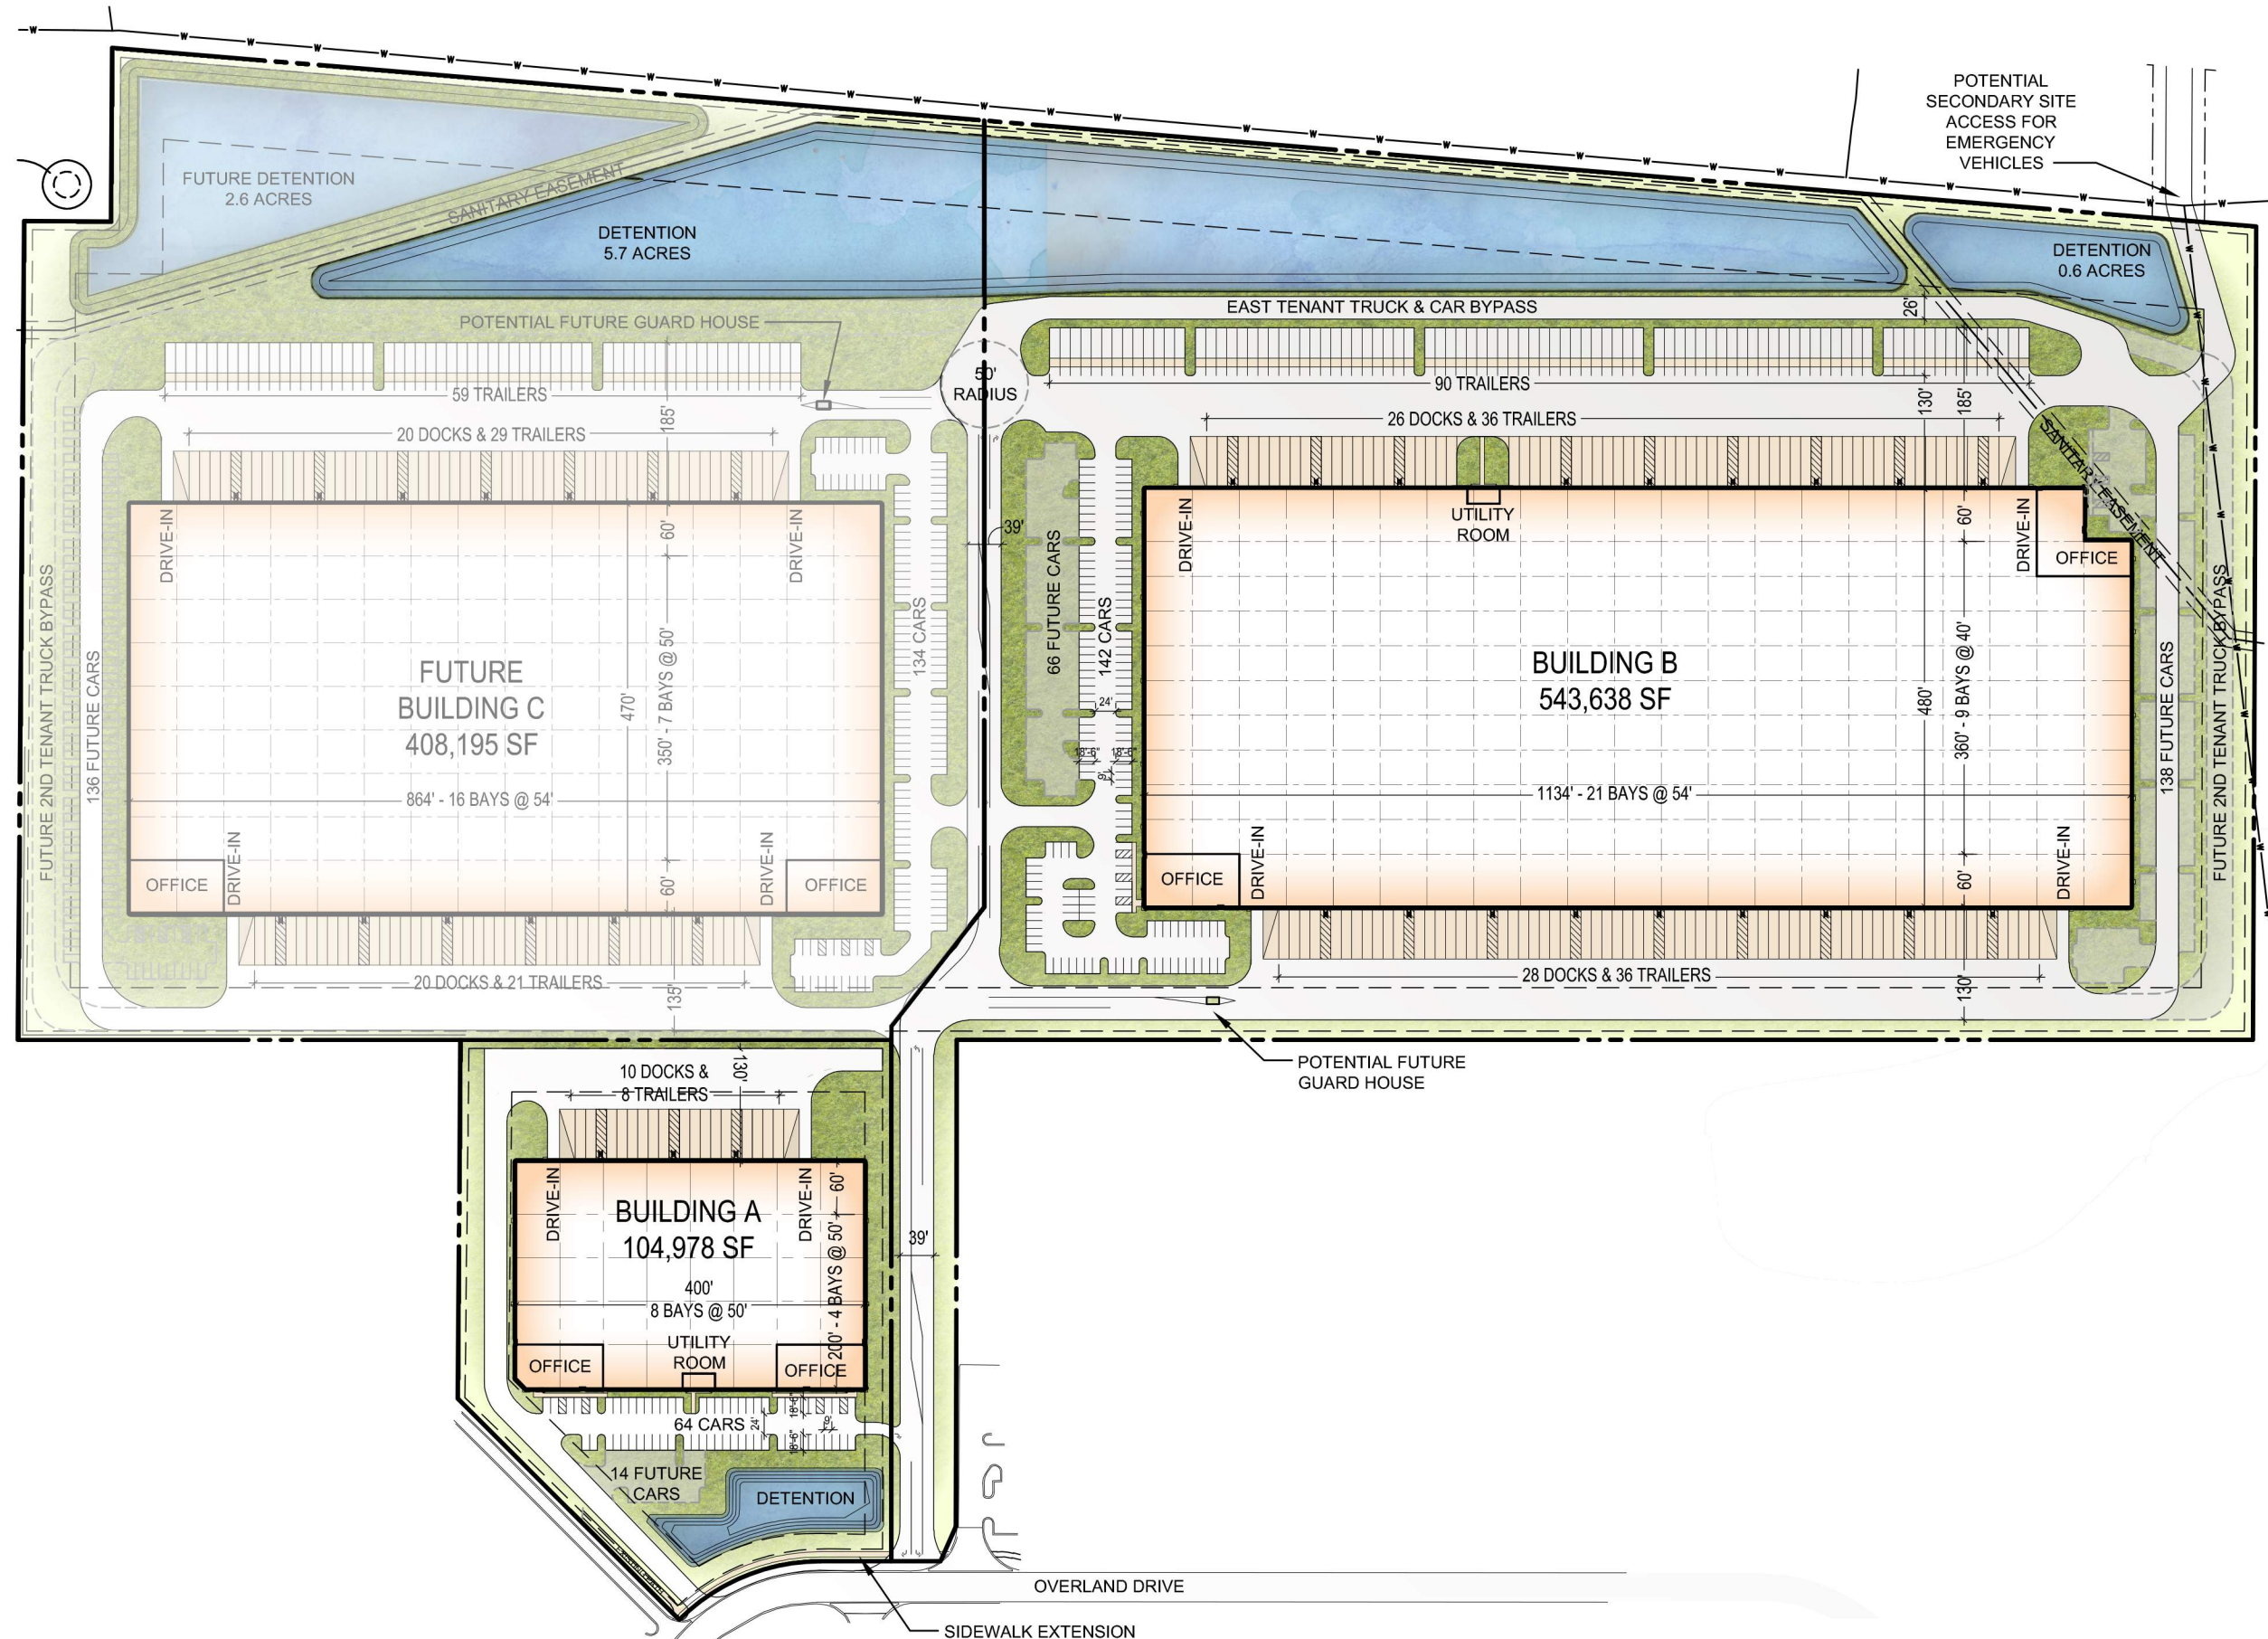 POTENTIAL
SECONDARY SITE
ACCESS FOR
EMERGENCY
VEHICLES
FUTURE DETENTION
2.6 ACRES
SANITARY EASEMENT
DETENTION
5.7 ACRES
DETENTION
0.6 ACRES
EAST TENANT TRUCK & CAR BYPASS
26'
POTENTIAL FUTURE GUARD HOUSE
50'
RADIUS
59 TRAILERS
90 TRAILERS
185'
130'
185'
20 DOCKS & 29 TRAILERS
26 DOCKS & 36 TRAILERS
SANITARY EASEMENT
DRIVE-IN
60'
DRIVE-IN
39'
DRIVE-IN
UTILITY
ROOM
60'
DRIVE-IN
OFFICE
FUTURE 2ND TENANT TRUCK BYPASS
136 FUTURE CARS
FUTURE
BUILDING C
408,195 SF
470'
350' - 7 BAYS @ 50'
864' - 16 BAYS @ 54'
134 CARS
66 FUTURE CARS
142 CARS
24'
18'-6"
18'-6"
9'
BUILDING B
543,638 SF
480'
360' - 9 BAYS @ 40'
1134' - 21 BAYS @ 54'
138 FUTURE CARS
FUTURE 2ND TENANT TRUCK BYPASS
OFFICE
DRIVE-IN
60'
DRIVE-IN
OFFICE
OFFICE
DRIVE-IN
60'
DRIVE-IN
20 DOCKS & 21 TRAILERS
135'
28 DOCKS & 36 TRAILERS
130'
POTENTIAL FUTURE
GUARD HOUSE
10 DOCKS &
8 TRAILERS
130'
DRIVE-IN
DRIVE-IN
60'
BUILDING A
104,978 SF
400'
8 BAYS @ 50'
200' - 4 BAYS @ 50'
39'
UTILITY
ROOM
OFFICE
OFFICE
64 CARS
24'
18'-6"
18'-6"
9'
14 FUTURE
CARS
DETENTION
OVERLAND DRIVE
SIDEWALK EXTENSION
W